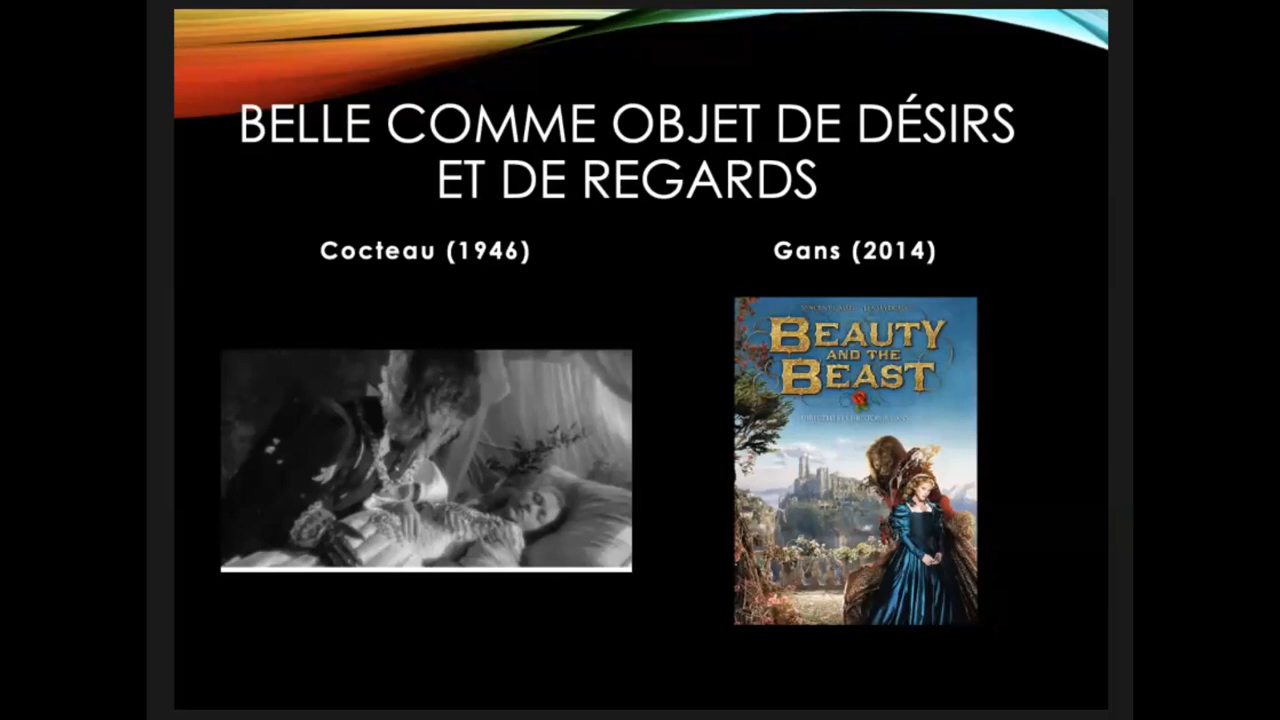 BELLE COMME OBJET DE DÉSIRS
ET DE REGARDS
Cocteau (1946)
Gans (2014)
BEAUTY
AND THE
BEAST